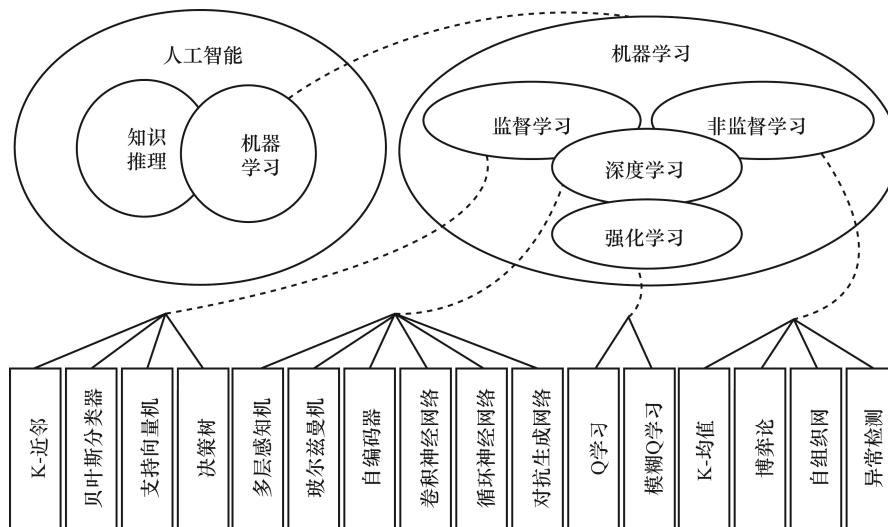 人工智能
知识
推理
机器
学习
机器学习
监督学习
非监督学习
深度学习
强化学习
K-近邻
贝叶斯分类器
支持向量机
决策树
多层感知机
玻尔兹曼机
自编码器
卷积神经网络
循环神经网络
对抗生成网络
Q学习
模糊Q学习
K-均值
博弈论
自组织网
异常检测